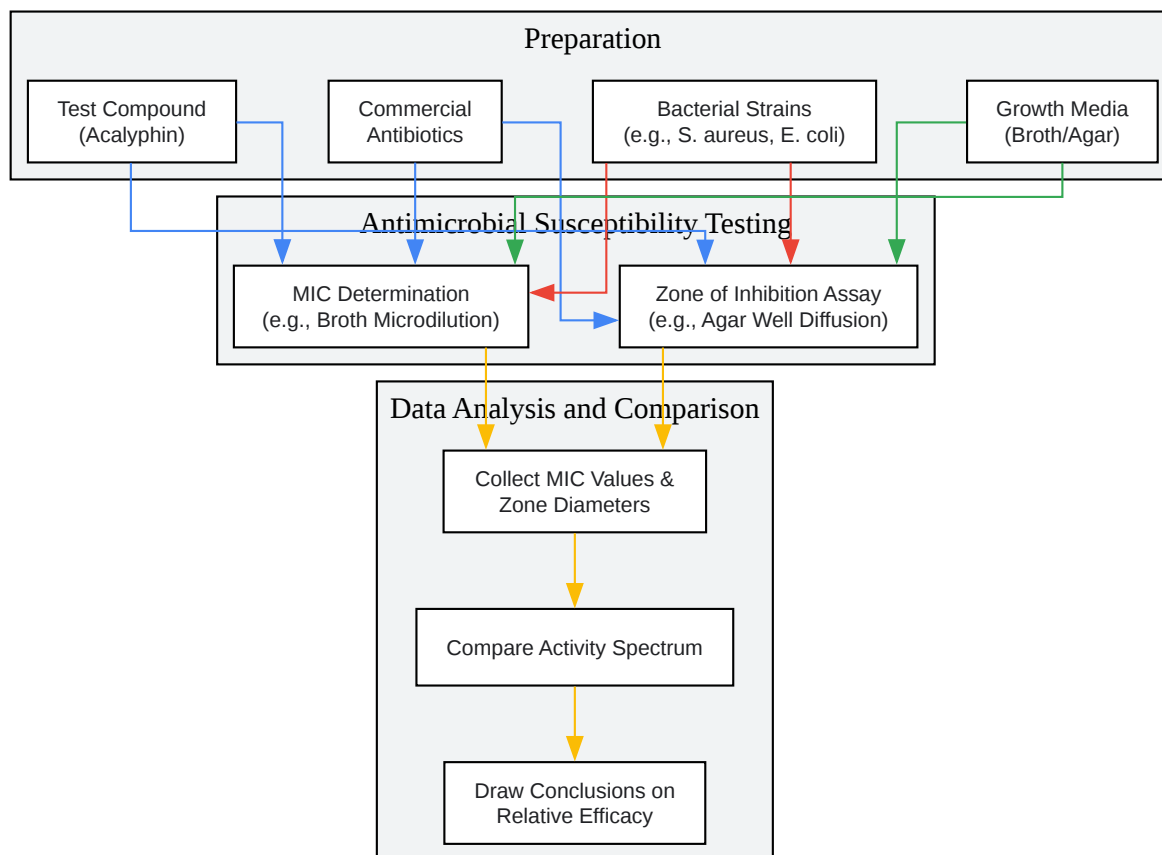 Preparation
Test Compound
(Acalyphin)
Commercial
Antibiotics
Bacterial Strains
(e.g., S. aureus, E. coli)
Growth Media
(Broth/Agar)
Antimicrobial Susceptibility Testing
MIC Determination
(e.g., Broth Microdilution)
Zone of Inhibition Assay
(e.g., Agar Well Diffusion)
Data Analysis and Comparison
Collect MIC Values &
Zone Diameters
Compare Activity Spectrum
Draw Conclusions on
Relative Efficacy